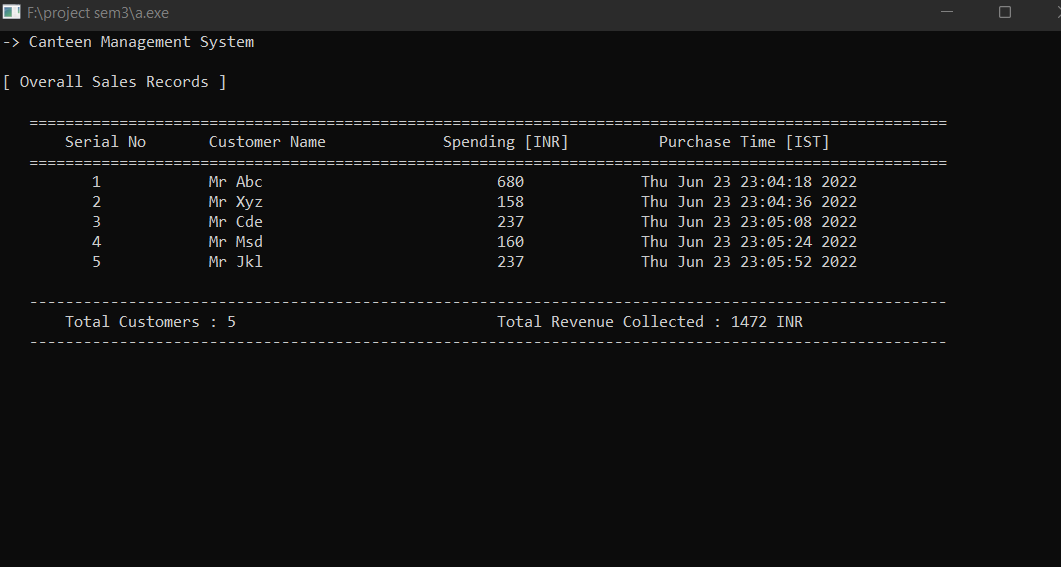 F:\project sem3\a.exe
-> Canteen Management System
[ Overall Sales Records ]
======================================================================================================
Serial No Customer Name Spending [INR] Purchase Time [IST]
======================================================================================================
1 Mr Abc 680 Thu Jun 23 23:04:18 2022
2 Mr Xyz 158 Thu Jun 23 23:04:36 2022
3 Mr Cde 237 Thu Jun 23 23:05:08 2022
4 Mr Msd 160 Thu Jun 23 23:05:24 2022
5 Mr Jkl 237 Thu Jun 23 23:05:52 2022
------------------------------------------------------------------------------------------------------
Total Customers : 5 Total Revenue Collected : 1472 INR
------------------------------------------------------------------------------------------------------